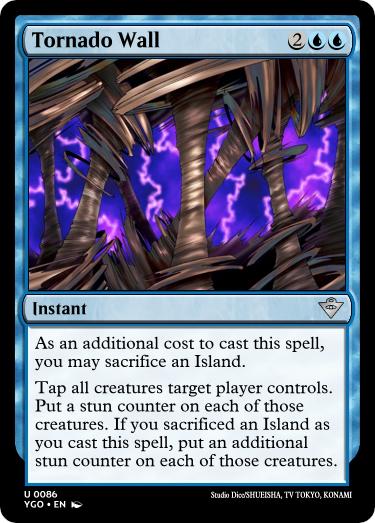 Tornado Wall 2
Instant
As an additional cost to cast this spell,
you may sacrifice an Island.
Tap all creatures target player controls.
Put a stun counter on each of those
creatures. If you sacrificed an Island as
you cast this spell, put an additional
stun counter on each of those creatures.
U 0086
YGO • EN
Studio Dice/SHUEISHA, TV TOKYO, KONAMI